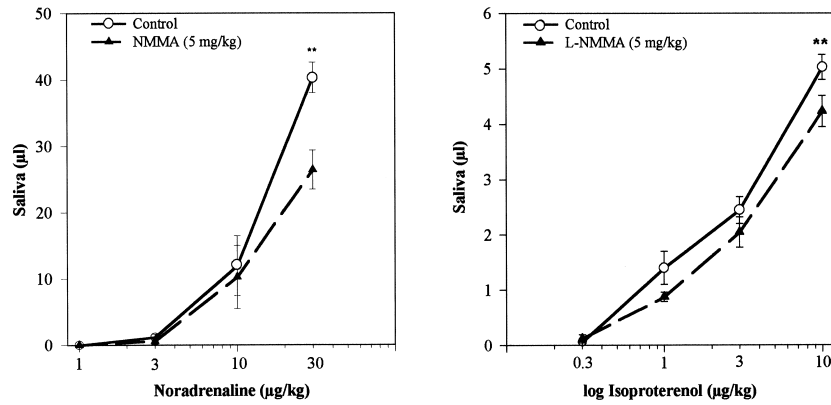 Control
NMMA (5 mg/kg)
**
50
40
30
20
10
0
Saliva (µl)
1
3
10
30
Noradrenaline (µg/kg)
Control
L-NMMA (5 mg/kg)
**
6
5
4
3
2
1
0
Saliva (µl)
0.3
1
3
10
log Isoproterenol (µg/kg)